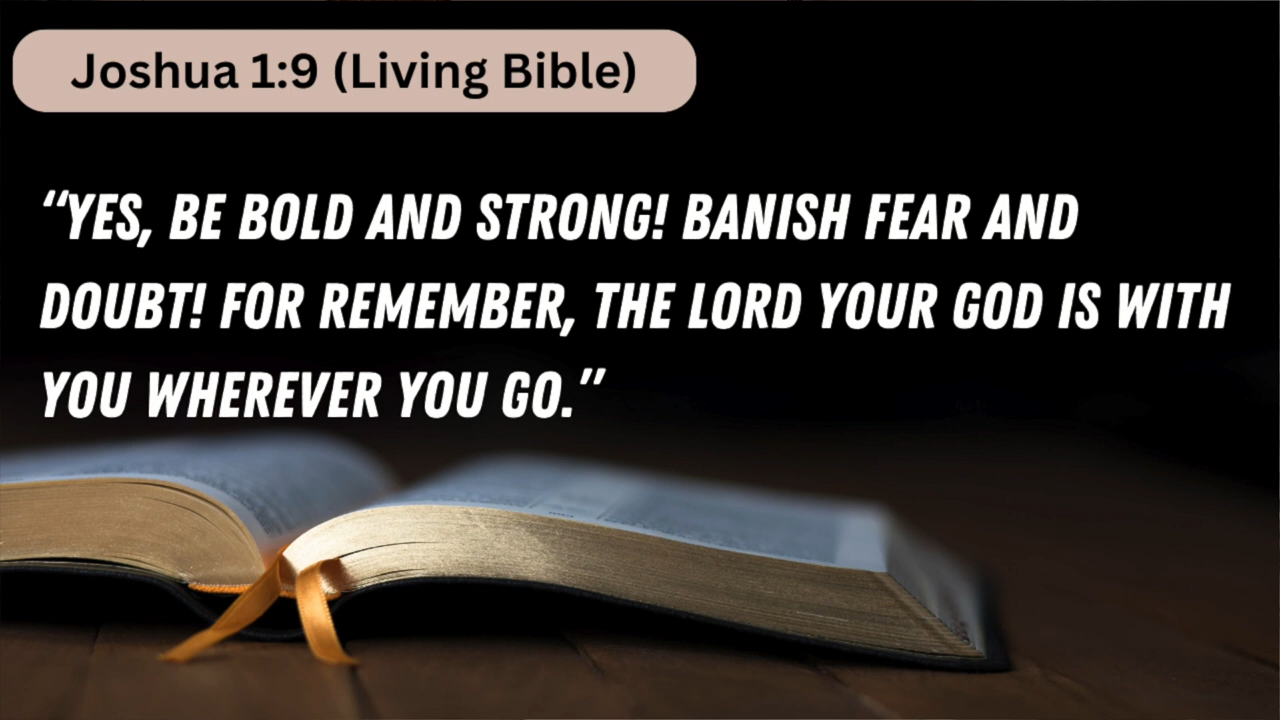 Joshua 1:9 (Living Bible)
“YES, BE BOLD AND STRONG! BANISH FEAR AND
DOUBT! FOR REMEMBER, THE LORD YOUR GOD IS WITH
YOU WHEREVER YOU GO.”